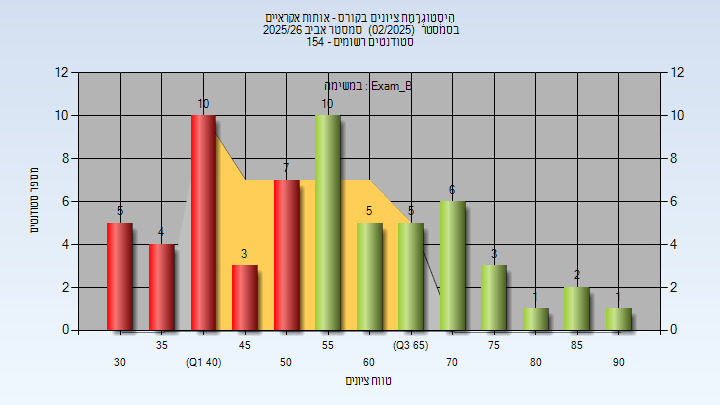 היסטוגרמת ציונים בקורס - אותות אקראיים
בסמסטר (02/2025) סמסטר אביב 2025/26
סטודנטים רשומים - 154
במשימה : Exam_B
מספר סטודנטים
12 12
10 10
8 8
6 6
4 4
2 2
0 0
5 4 10 3 7 10 5 5 6 3 1 2 1
35 45 55 (Q3 65) 75 85
30 (Q1 40) 50 60 70 80 90
טווח ציונים